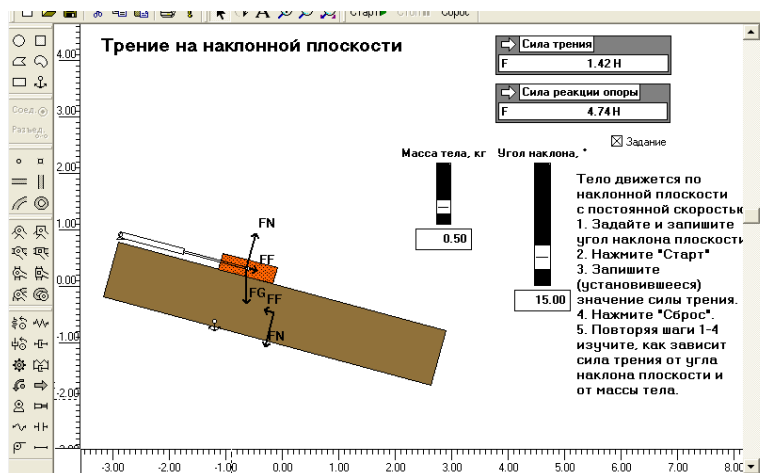 Старт Стоп Сброс
Трение на наклонной плоскости
Сила трения
F 1.42 Н
Сила реакции опоры
F 4.74 Н
Задание
Масса тела, кг Угол наклона, °
0.50
15.00
Тело движется по
наклонной плоскости
с постоянной скоростью
1. Задайте и запишите
угол наклона плоскости
2. Нажмите "Старт"
3. Запишите
(установившееся)
значение силы трения.
4. Нажмите "Сброс".
5. Повторяя шаги 1-4
изучите, как зависит
сила трения от угла
наклона плоскости и
от массы тела.
Соед.
Разъед.
A
FN
FF
FG
FF
FN
4.00
3.00
2.00
1.00
0.00
-1.00
-2.00
-3.00 -2.00 -1.00 0.00 1.00 2.00 3.00 4.00 5.00 6.00 7.00 8.0